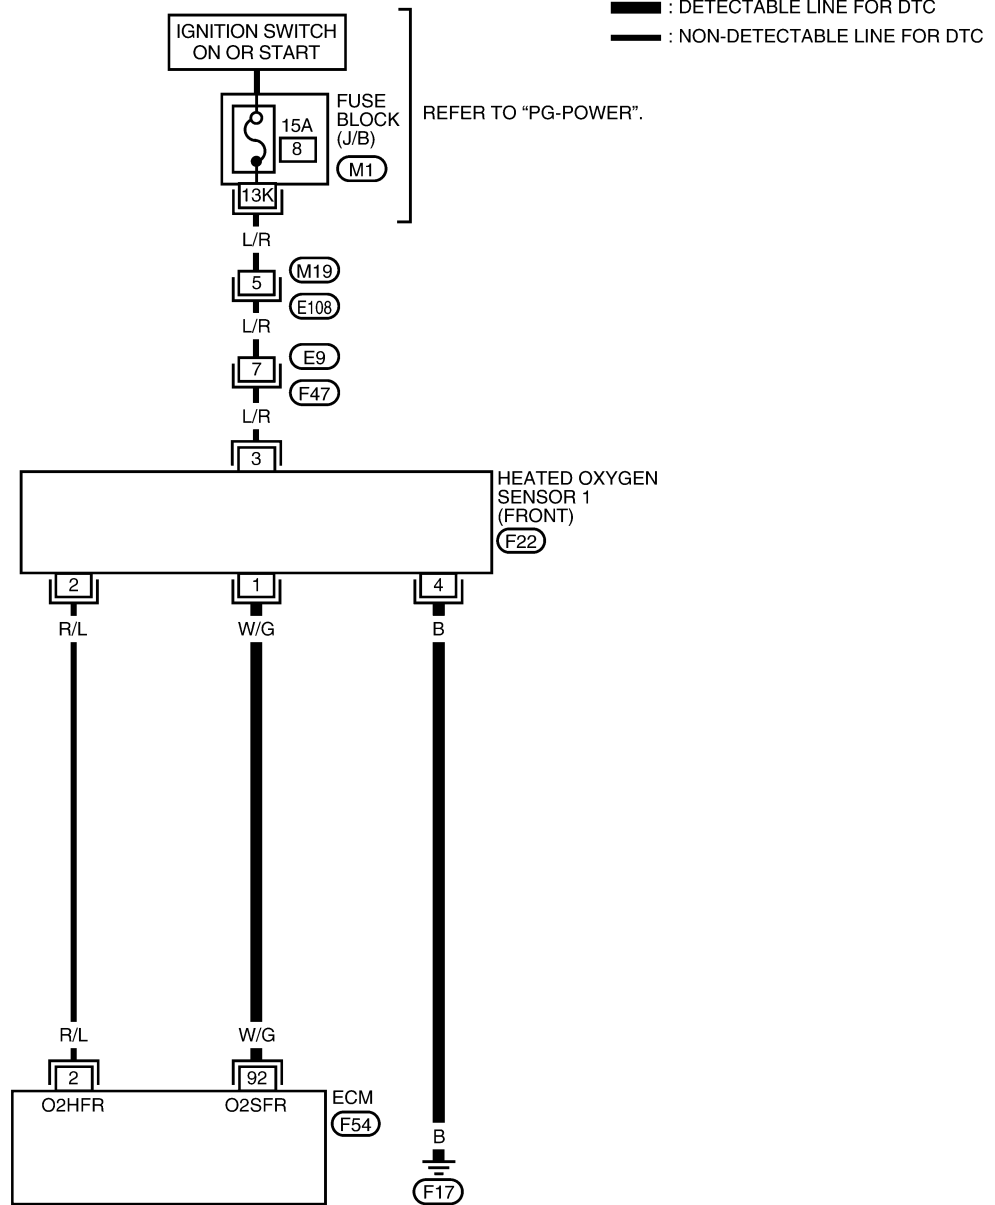 : DETECTABLE LINE FOR DTC
: NON-DETECTABLE LINE FOR DTC
IGNITION SWITCH
ON OR START
FUSE
BLOCK
(J/B)
15A
8
M1
REFER TO “PG-POWER”.
13K
L/R
5
M19
E108
L/R
7
E9
F47
L/R
3
HEATED OXYGEN
SENSOR 1
(FRONT)
F22
2
1
4
R/L
W/G
B
R/L
W/G
2
92
O2HFR
O2SFR
ECM
F54
B
F17